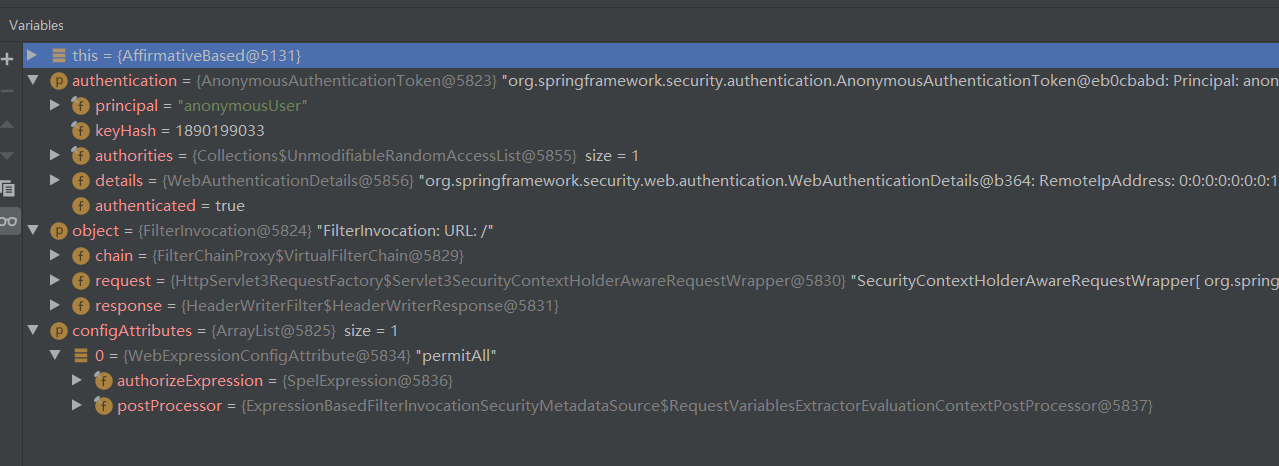 Variables
this = {AffirmativeBased@5131}
authentication = {AnonymousAuthenticationToken@5823} "org.springframework.security.authentication.AnonymousAuthenticationToken@eb0cbabd: Principal: anon
principal = "anonymousUser"
keyHash = 1890199033
authorities = {Collections$UnmodifiableRandomAccessList@5855} size = 1
details = {WebAuthenticationDetails@5856} "org.springframework.security.web.authentication.WebAuthenticationDetails@b364: RemoteIpAddress: 0:0:0:0:0:0:0:1
authenticated = true
object = {FilterInvocation@5824} "FilterInvocation: URL: /"
chain = {FilterChainProxy$VirtualFilterChain@5829}
request = {HttpServlet3RequestFactory$Servlet3SecurityContextHolderAwareRequestWrapper@5830} "SecurityContextHolderAwareRequestWrapper[ org.spring
response = {HeaderWriterFilter$HeaderWriterResponse@5831}
configAttributes = {ArrayList@5825} size = 1
0 = {WebExpressionConfigAttribute@5834} "permitAll"
authorizeExpression = {SpelExpression@5836}
postProcessor = {ExpressionBasedFilterInvocationSecurityMetadataSource$RequestVariablesExtractorEvaluationContextPostProcessor@5837}